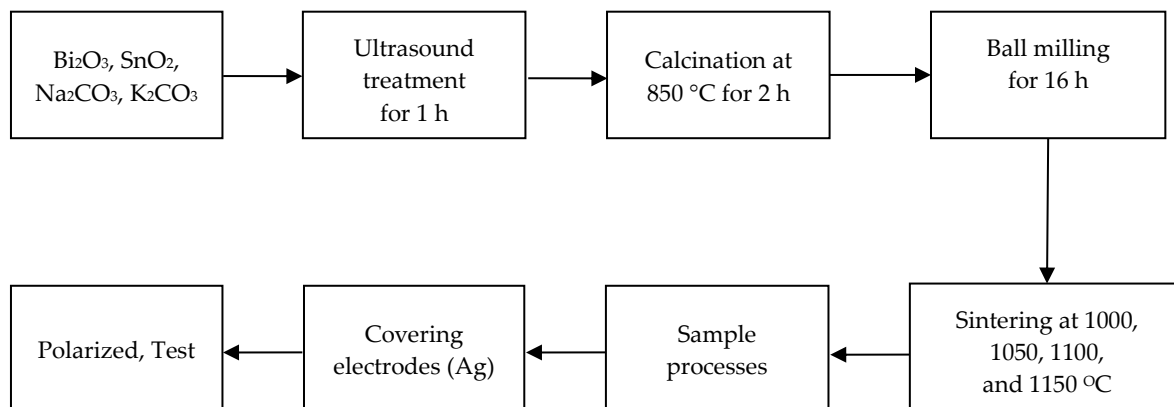 Bi₂O₃, SnO₂,
Na₂CO₃, K₂CO₃
Ultrasound
treatment
for 1 h
Calcination at
850 °C for 2 h
Ball milling
for 16 h
Sintering at 1000,
1050, 1100,
and 1150 ᴼC
Sample
processes
Covering
electrodes (Ag)
Polarized, Test